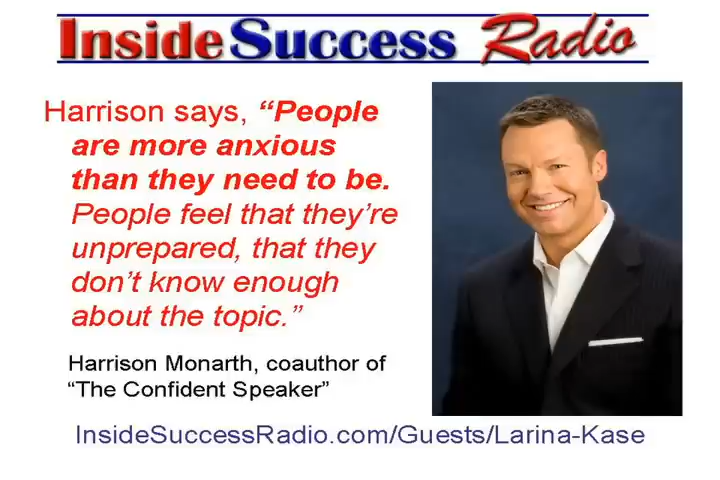 Inside Success Radio
Harrison says, “People
are more anxious
than they need to be.
People feel that they’re
unprepared, that they
don’t know enough
about the topic.”
Harrison Monarth, coauthor of
“The Confident Speaker”
InsideSuccessRadio.com/Guests/Larina-Kase